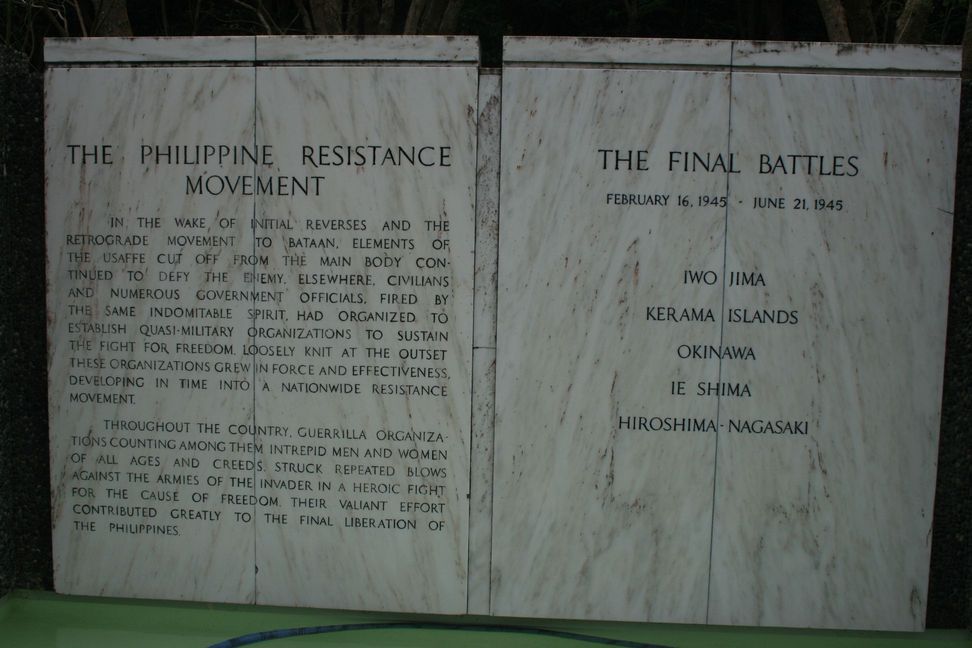 THE PHILIPPINE RESISTANCE
MOVEMENT
IN THE WAKE OF INITIAL REVERSES AND THE
RETROGRADE MOVEMENT TO BATAAN, ELEMENTS OF
THE USAFFE CUT OFF FROM THE MAIN BODY CON-
TINUED TO DEFY THE ENEMY. ELSEWHERE, CIVILIANS
AND NUMEROUS GOVERNMENT OFFICIALS, FIRED BY
THE SAME INDOMITABLE SPIRIT, HAD ORGANIZED TO
ESTABLISH QUASI-MILITARY ORGANIZATIONS TO SUSTAIN
THE FIGHT FOR FREEDOM. LOOSELY KNIT AT THE OUTSET
THESE ORGANIZATIONS GREW IN FORCE AND EFFECTIVENESS,
DEVELOPING IN TIME INTO A NATIONWIDE RESISTANCE
MOVEMENT.
THROUGHOUT THE COUNTRY, GUERRILLA ORGANIZA-
TIONS COUNTING AMONG THEM INTREPID MEN AND WOMEN
OF ALL AGES AND CREEDS, STRUCK REPEATED BLOWS
AGAINST THE ARMIES OF THE INVADER IN A HEROIC FIGHT
FOR THE CAUSE OF FREEDOM. THEIR VALIANT EFFORT
CONTRIBUTED GREATLY TO THE FINAL LIBERATION OF
THE PHILIPPINES.
THE FINAL BATTLES
FEBRUARY 16, 1945 - JUNE 21, 1945
IWO JIMA
KERAMA ISLANDS
OKINAWA
IE SHIMA
HIROSHIMA-NAGASAKI